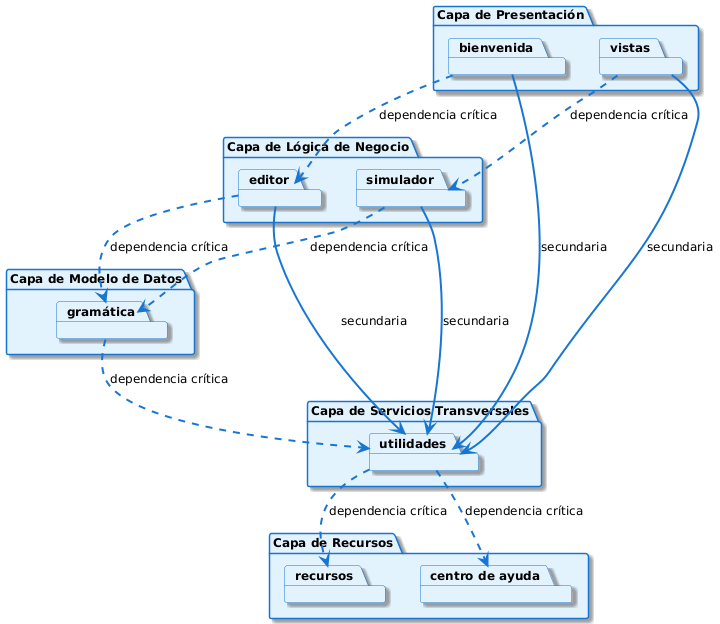 Capa de Presentación
bienvenida
vistas
dependencia crítica
dependencia crítica
Capa de Lógica de Negocio
editor
simulador
dependencia crítica
dependencia crítica
secundaria
secundaria
Capa de Modelo de Datos
gramática
secundaria
secundaria
dependencia crítica
Capa de Servicios Transversales
utilidades
dependencia crítica
dependencia crítica
Capa de Recursos
recursos
centro de ayuda